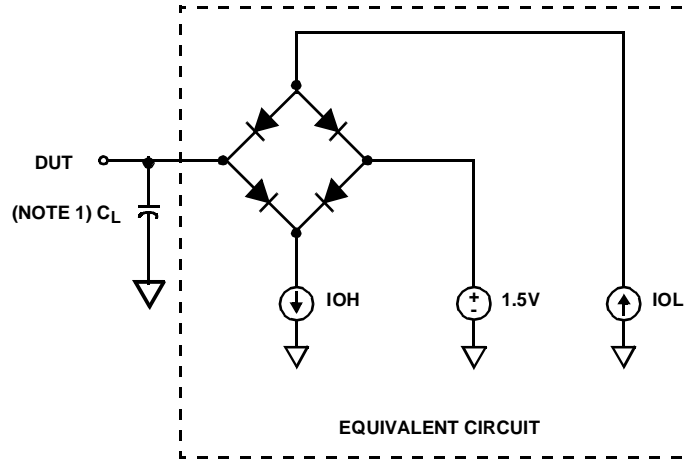 DUT
(NOTE 1) CL
IOH
+
-
1.5V
IOL
EQUIVALENT CIRCUIT